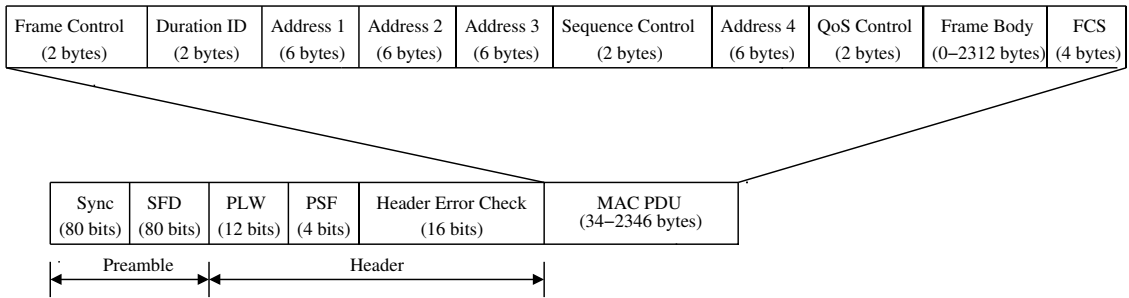 Frame Control Duration ID Address 1 Address 2 Address 3 Sequence Control Address 4 QoS Control Frame Body FCS
(2 bytes) (2 bytes) (6 bytes) (6 bytes) (6 bytes) (2 bytes) (6 bytes) (2 bytes) (0–2312 bytes) (4 bytes)
Sync SFD PLW PSF Header Error Check MAC PDU
(80 bits) (80 bits) (12 bits) (4 bits) (16 bits) (34–2346 bytes)
Preamble Header